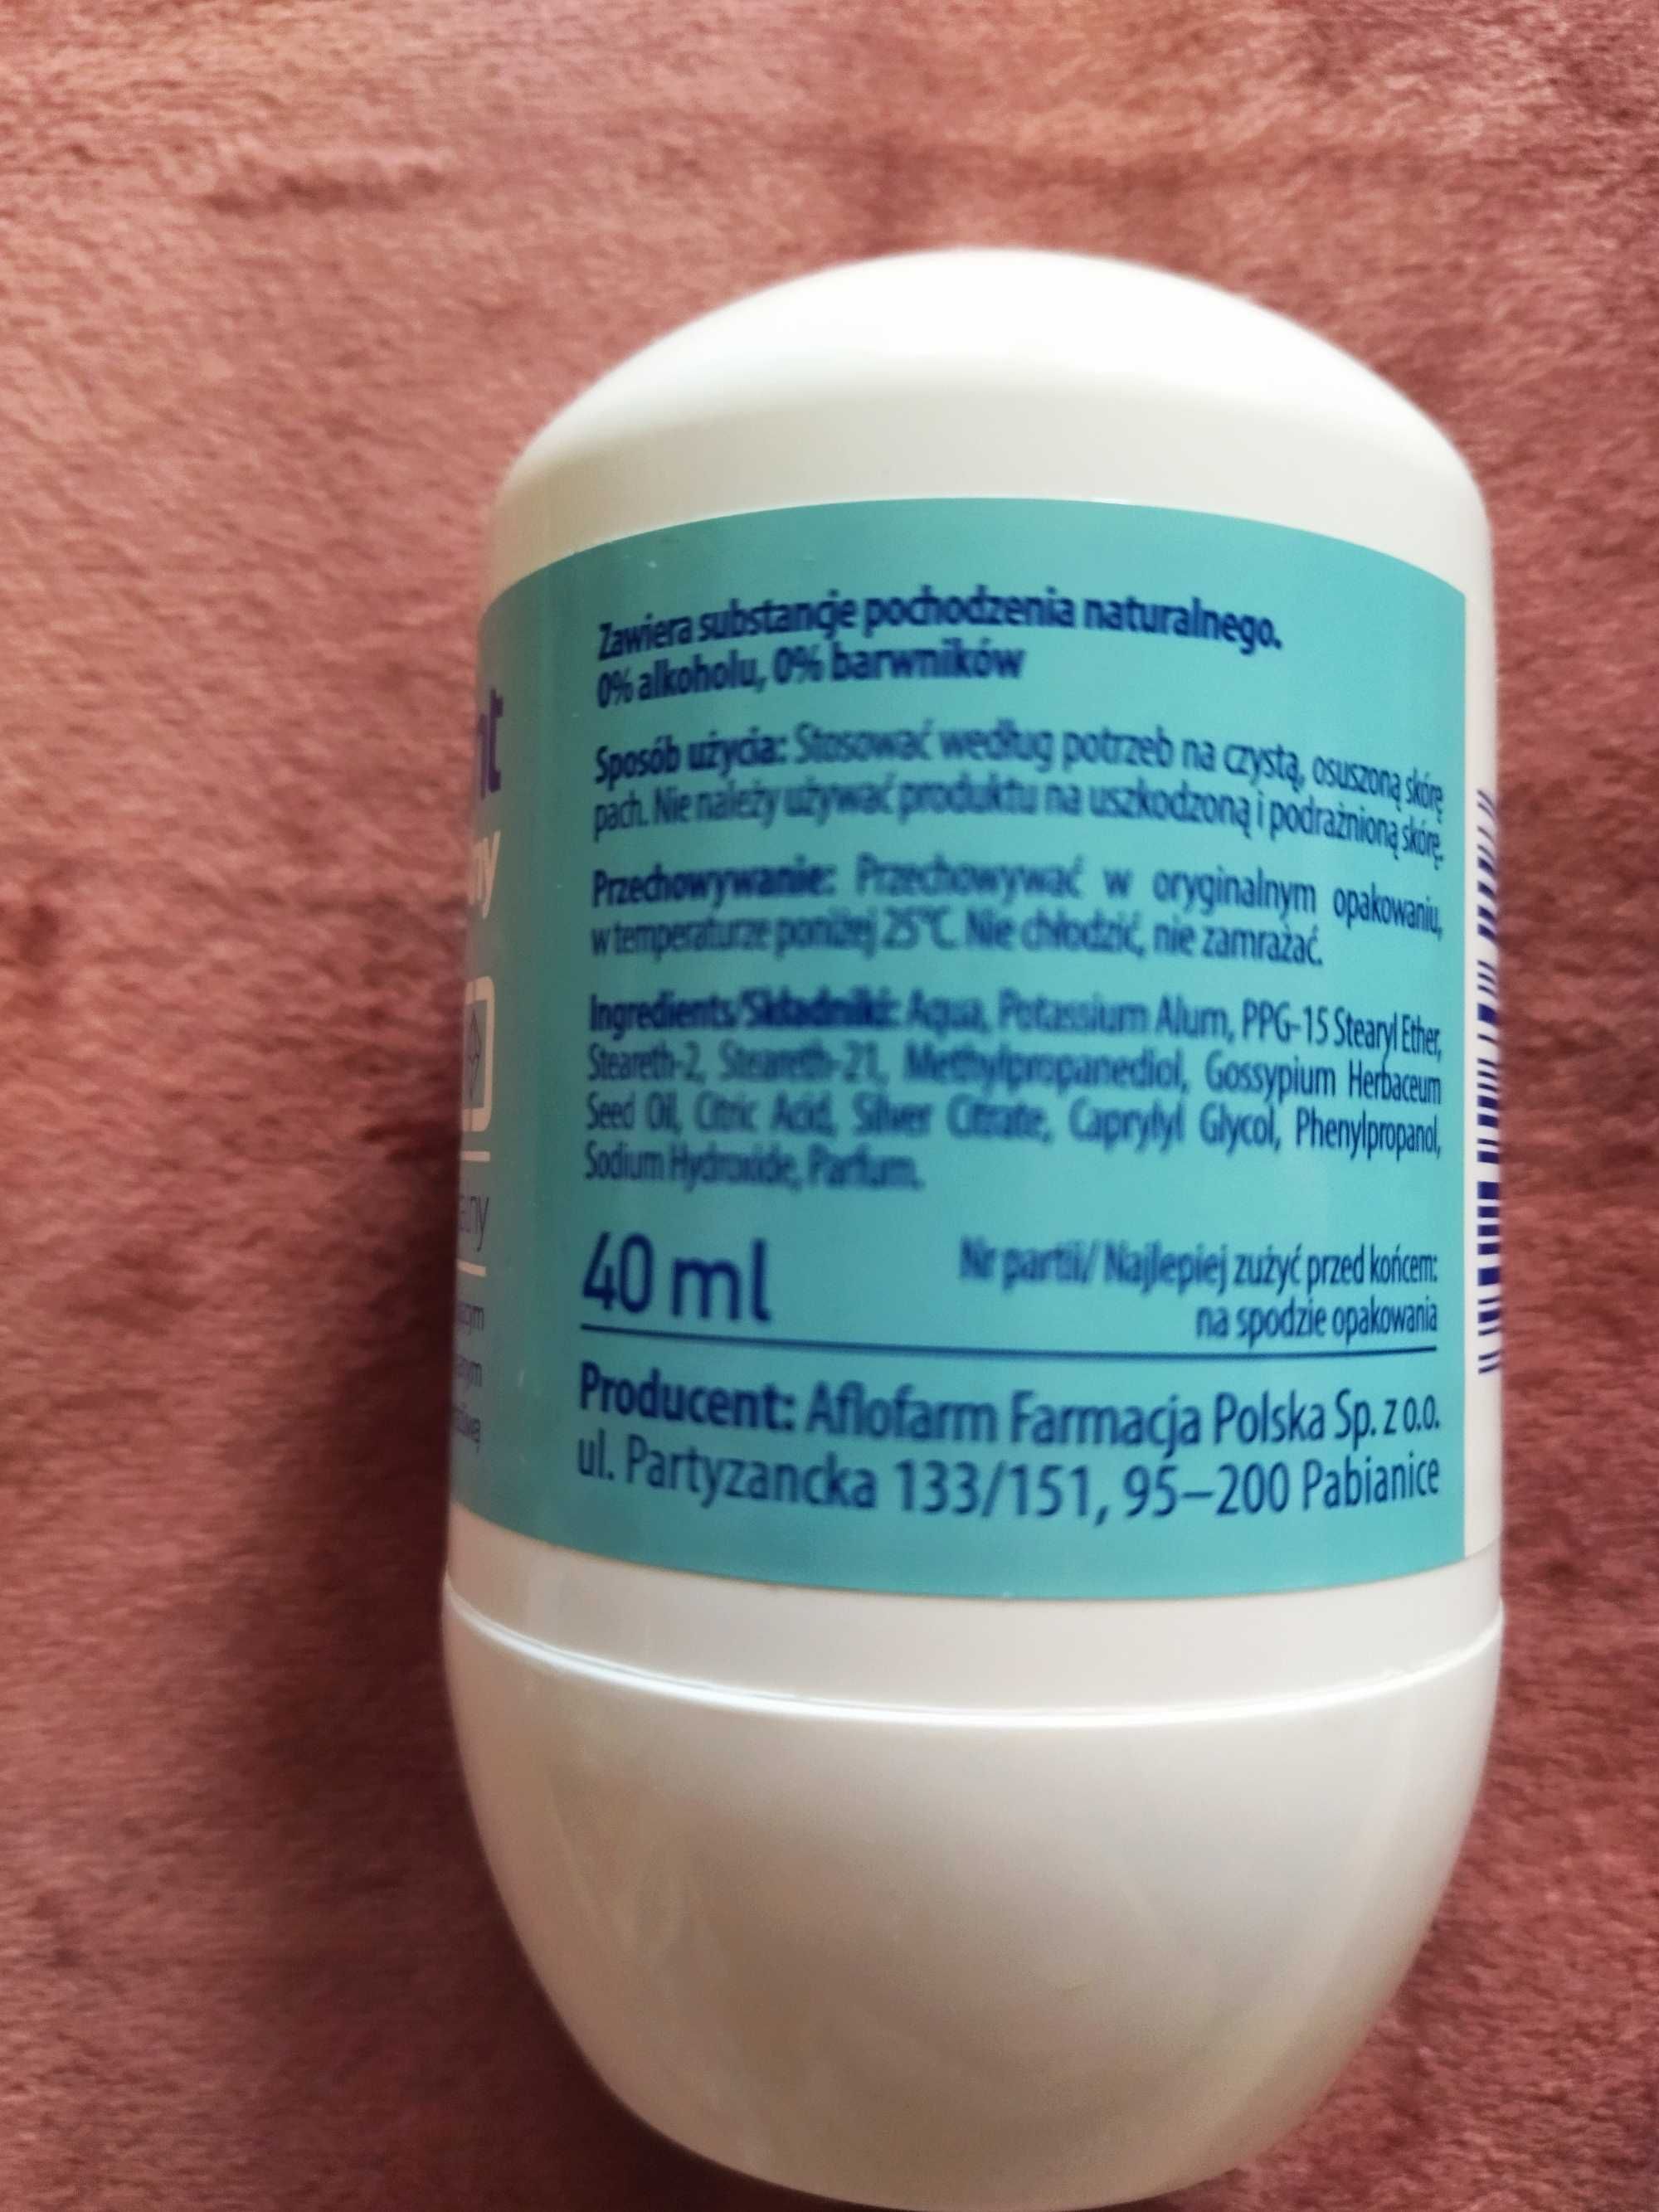 Zawiera substancje pochodzenia naturalnego.
0% alkoholu, 0% barwników
Sposób użycia: Stosować według potrzeb na czystą, osuszoną skórę
pach. Nie należy używać produktu na uszkodzoną i podrażnioną skórę.
Przechowywanie: Przechowywać w oryginalnym opakowaniu,
w temperaturze poniżej 25°C. Nie chłodzić, nie zamrażać.
Ingredients/Składniki: Aqua, Potassium Alum, PPG-15 Stearyl Ether,
Steareth-2, Steareth-21, Methylpropanediol, Gossypium Herbaceum
Seed Oil, Citric Acid, Silver Citrate, Caprylyl Glycol, Phenylpropanol,
Sodium Hydroxide, Parfum.
40 ml
Nr partii/ Najlepiej zużyć przed końcem:
na spodzie opakowania
Producent: Aflofarm Farmacja Polska Sp. z o.o.
ul. Partyzancka 133/151, 95–200 Pabianice